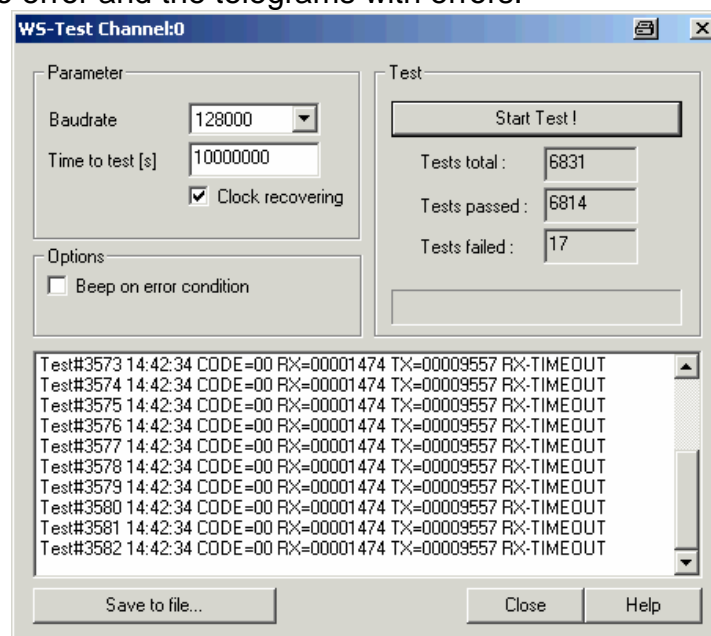 error and the telegrams with errors.
WS-Test Channel:0
Parameter
Baudrate
128000
Time to test [s]
10000000
Clock recovering
Options
Beep on error condition
Test
Start Test !
Tests total :
6831
Tests passed :
6814
Tests failed :
17
Test#3573 14:42:34 CODE=00 RX=00001474 TX=00009557 RX-TIMEOUT
Test#3574 14:42:34 CODE=00 RX=00001474 TX=00009557 RX-TIMEOUT
Test#3575 14:42:34 CODE=00 RX=00001474 TX=00009557 RX-TIMEOUT
Test#3576 14:42:34 CODE=00 RX=00001474 TX=00009557 RX-TIMEOUT
Test#3577 14:42:34 CODE=00 RX=00001474 TX=00009557 RX-TIMEOUT
Test#3578 14:42:34 CODE=00 RX=00001474 TX=00009557 RX-TIMEOUT
Test#3579 14:42:34 CODE=00 RX=00001474 TX=00009557 RX-TIMEOUT
Test#3580 14:42:34 CODE=00 RX=00001474 TX=00009557 RX-TIMEOUT
Test#3581 14:42:34 CODE=00 RX=00001474 TX=00009557 RX-TIMEOUT
Test#3582 14:42:34 CODE=00 RX=00001474 TX=00009557 RX-TIMEOUT
Save to file...
Close
Help